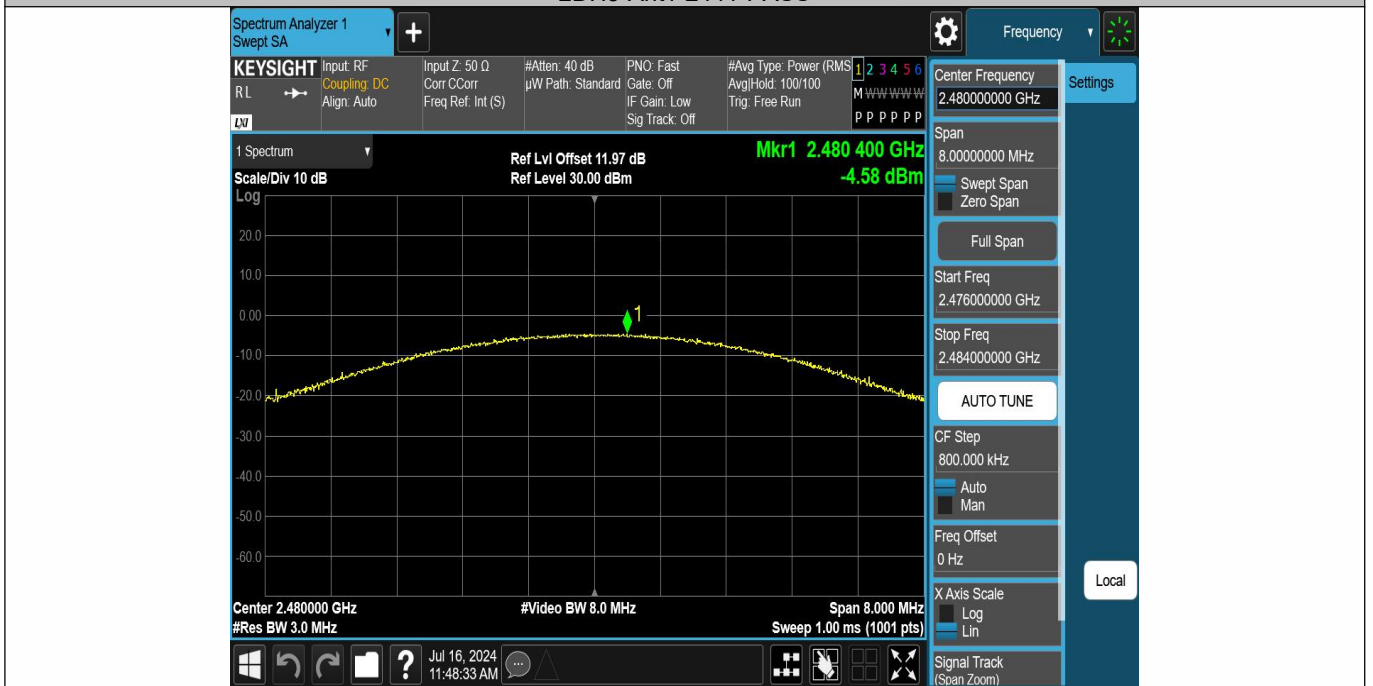 Spectrum Analyzer 1
Swept SA
+
Frequency
KEYSIGHT
RL
LXI
Input: RF
Coupling: DC
Align: Auto
Input Z: 50 Ω
Corr CCorr
Freq Ref: Int (S)
#Atten: 40 dB
µW Path: Standard
PNO: Fast
Gate: Off
IF Gain: Low
Sig Track: Off
#Avg Type: Power (RMS
Avg|Hold: 100/100
Trig: Free Run
1 2 3 4 5 6
M W W W W W
P P P P P P
1 Spectrum
Scale/Div 10 dB
Ref Lvl Offset 11.97 dB
Ref Level 30.00 dBm
Mkr1 2.480 400 GHz
-4.58 dBm
Log
20.0
10.0
0.00
-10.0
-20.0
-30.0
-40.0
-50.0
-60.0
1
Center 2.480000 GHz
#Res BW 3.0 MHz
#Video BW 8.0 MHz
Span 8.000 MHz
Sweep 1.00 ms (1001 pts)
?
Jul 16, 2024
11:48:33 AM
Center Frequency
2.480000000 GHz
Span
8.00000000 MHz
Swept Span
Zero Span
Full Span
Start Freq
2.476000000 GHz
Stop Freq
2.484000000 GHz
AUTO TUNE
CF Step
800.000 kHz
Auto
Man
Freq Offset
0 Hz
X Axis Scale
Log
Lin
Signal Track
(Span Zoom)
Settings
Local